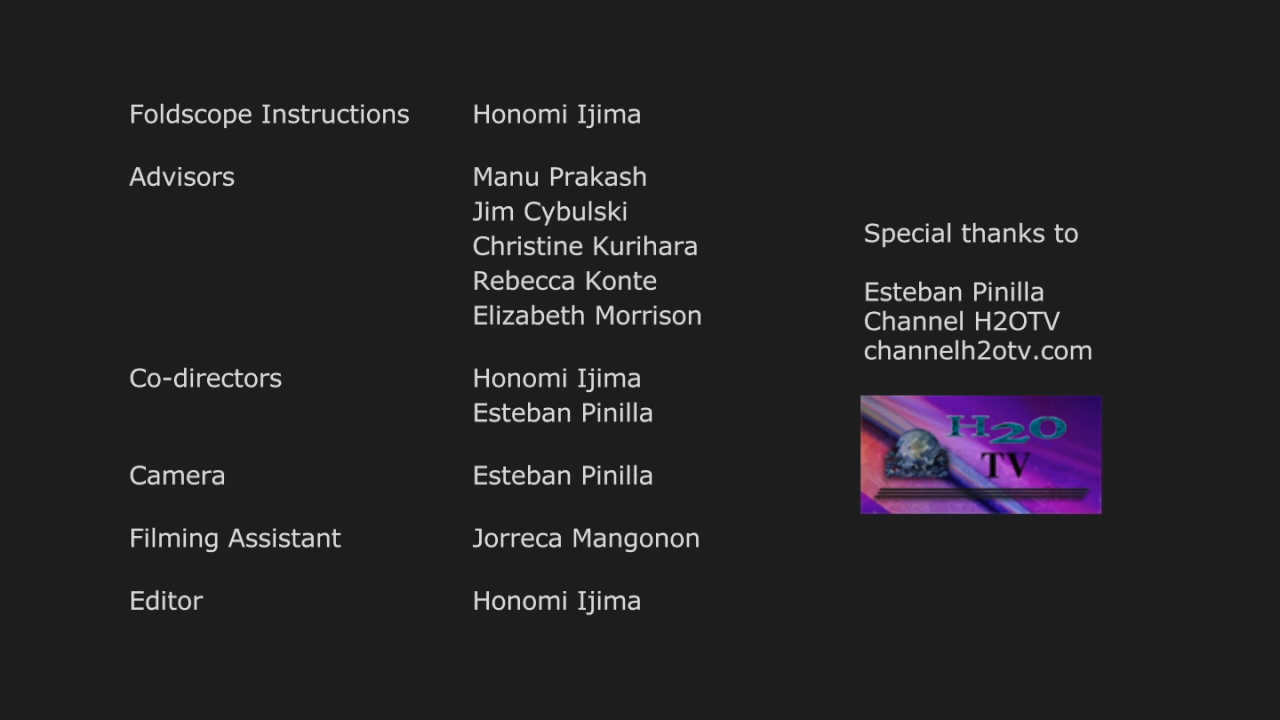 Foldscope Instructions Honomi Ijima
Advisors Manu Prakash
Jim Cybulski
Christine Kurihara
Rebecca Konte
Elizabeth Morrison
Co-directors Honomi Ijima
Esteban Pinilla
Camera Esteban Pinilla
Filming Assistant Jorreca Mangonon
Editor Honomi Ijima
Special thanks to
Esteban Pinilla
Channel H2OTV
channelh2otv.com
H2O
TV